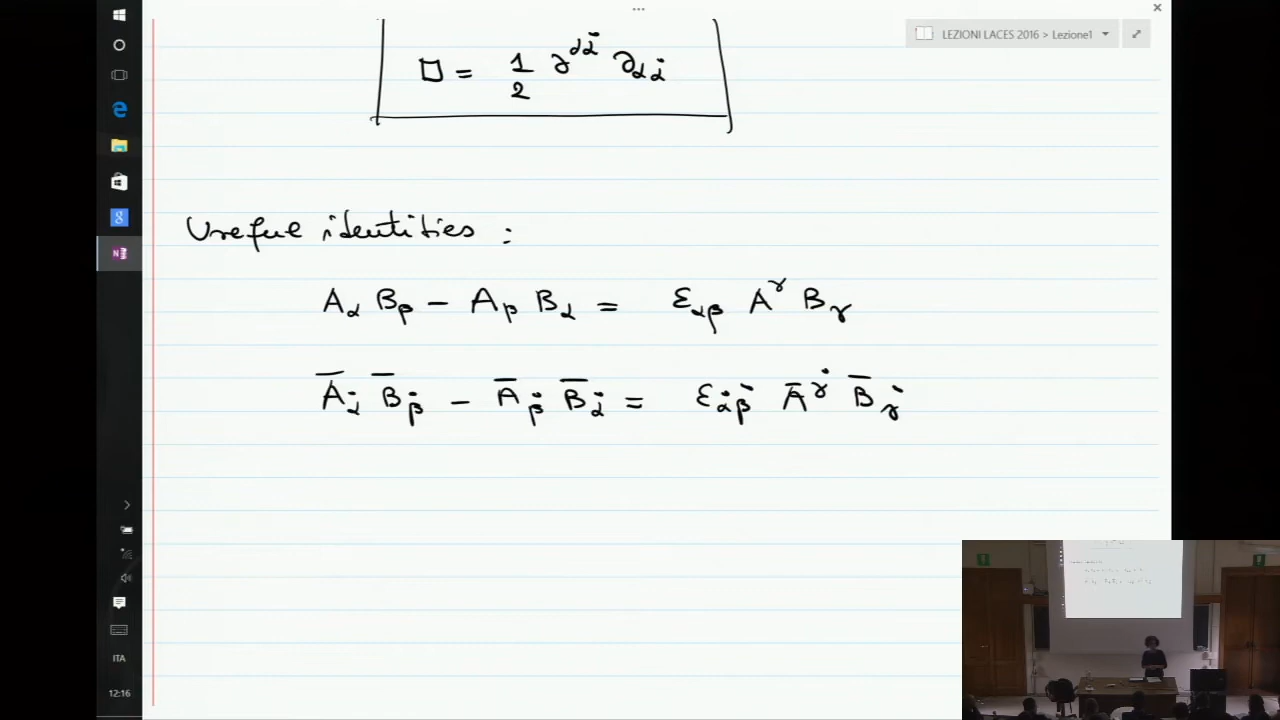 LEZIONI LACES 2016 > Lezione1
□ = 1/2 ∂^{αα̇} ∂_{αα̇}
Useful identities :
A_α B_β − A_β B_α = ε_{αβ} A^γ B_γ
Ā_α̇ B̄_β̇ − Ā_β̇ B̄_α̇ = ε_{α̇β̇} Ā^γ̇ B̄_γ̇
ITA
12:16